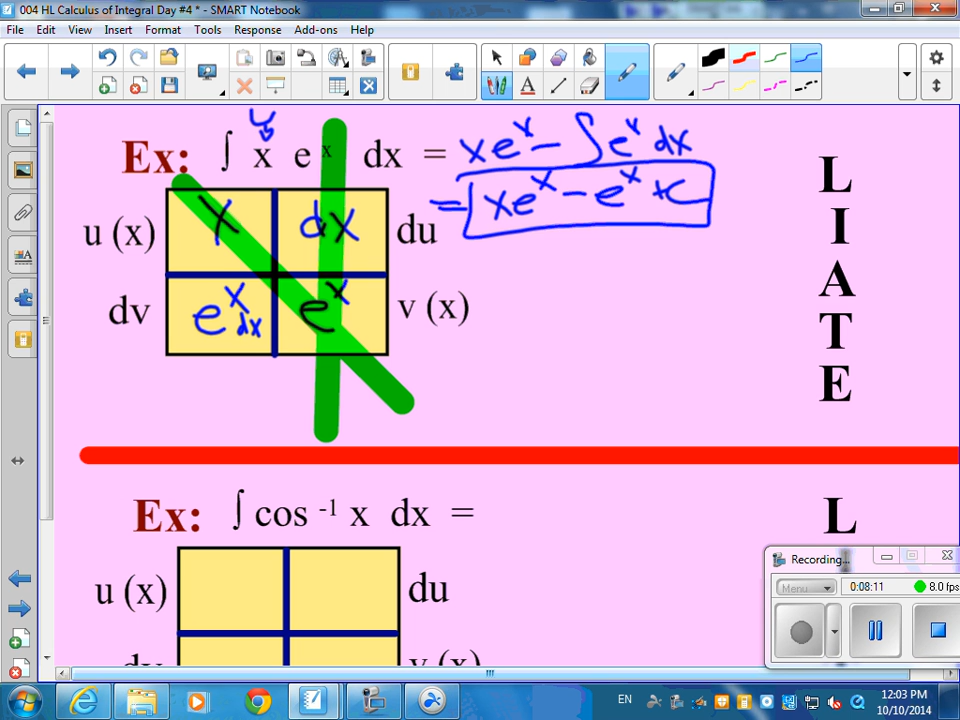 004 HL Calculus of Integral Day #4 * - SMART Notebook
File Edit View Insert Format Tools Response Add-ons Help
u
Ex: ∫ x e^x dx = xe^x - ∫e^x dx
= xe^x - e^x + c
u (x) x dx du
dv e^x dx e^x v (x)
L
I
A
T
E
Ex: ∫ cos -1 x dx =
L
u (x) du
dv v (x)
Recording...
Menu 0:08:11 8.0 fps
EN
12:03 PM
10/10/2014